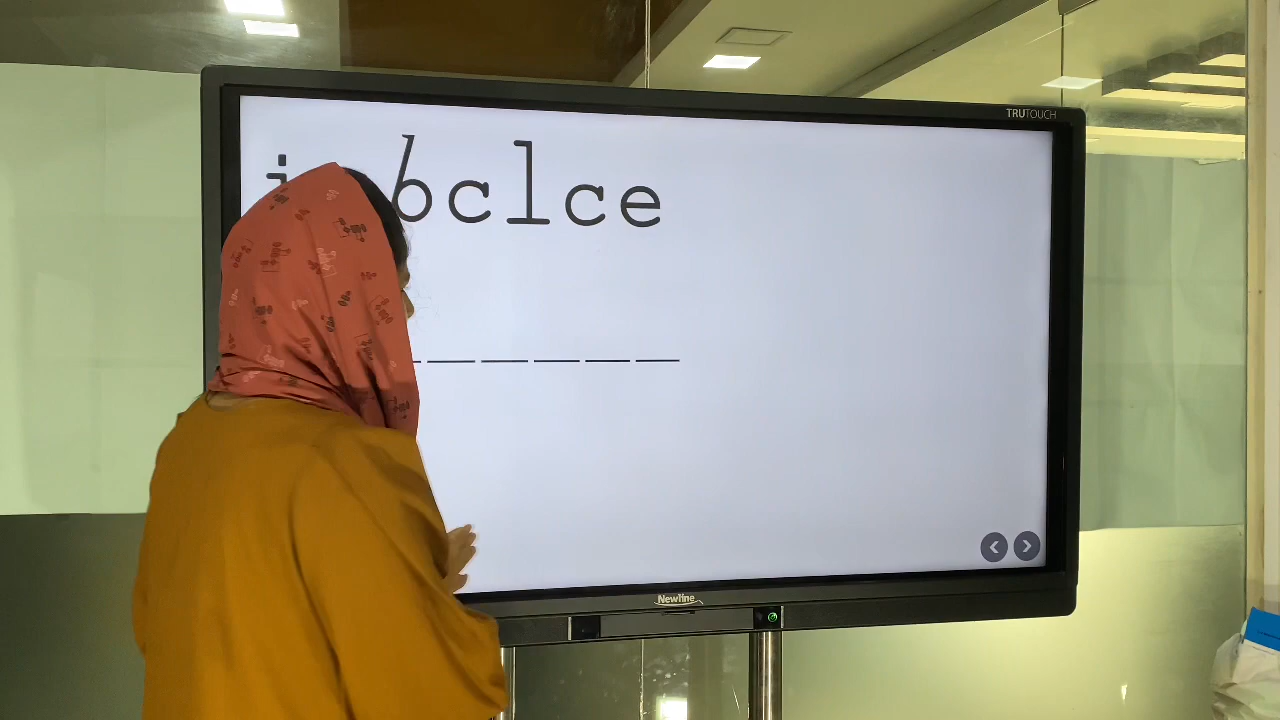 TRUTOUCH
bclce
_ _ _ _ _
Newline